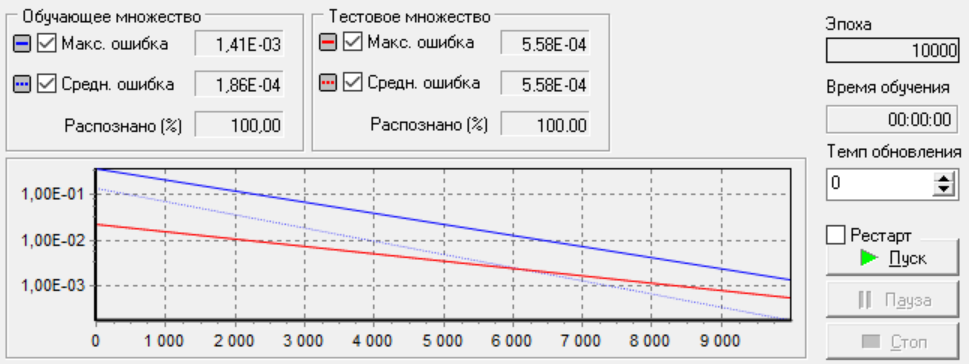 Обучающее множество
Макс. ошибка 1,41E-03
Средн. ошибка 1,86E-04
Распознано (%) 100,00
Тестовое множество
Макс. ошибка 5.58E-04
Средн. ошибка 5.58E-04
Распознано (%) 100.00
Эпоха
10000
Время обучения
00:00:00
Темп обновления
0
Рестарт
Пуск
Пауза
Стоп
1,00E-01
1,00E-02
1,00E-03
0 1 000 2 000 3 000 4 000 5 000 6 000 7 000 8 000 9 000